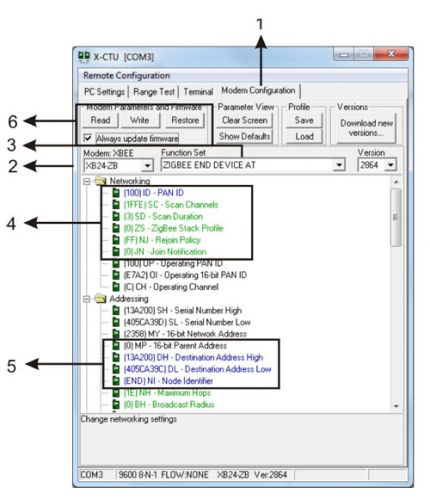 1
X-CTU [COM3]
Remote Configuration
PC Settings Range Test Terminal Modem Configuration
Modem Parameters and Firmware Parameter View Profile Versions
6 Read Write Restore Clear Screen Save Download new versions...
Always update firmware Show Defaults Load
3
Modem: XBEE Function Set Version
2 XB24-ZB ZIGBEE END DEVICE AT 2864
Networking
(100) ID - PAN ID
(1FFE) SC - Scan Channels
(3) SD - Scan Duration
4 (0) ZS - ZigBee Stack Profile
(FF) NJ - Rejoin Policy
(0) JN - Join Notification
(100) OP - Operating PAN ID
(E7A2) OI - Operating 16-bit PAN ID
(C) CH - Operating Channel
Addressing
(13A200) SH - Serial Number High
(405CA39D) SL - Serial Number Low
(2358) MY - 16-bit Network Address
(0) MP - 16-bit Parent Address
5 (13A200) DH - Destination Address High
(405CA39C) DL - Destination Address Low
(END) NI - Node Identifier
(1E) NH - Maximum Hops
(0) BH - Broadcast Radius
Change networking settings
COM3 9600 8-N-1 FLOW:NONE XB24-ZB Ver:2864